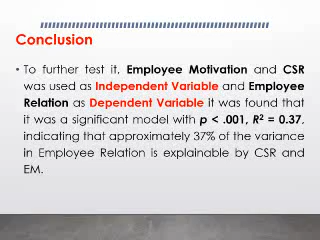 Conclusion
• To further test it, Employee Motivation and CSR
was used as Independent Variable and Employee
Relation as Dependent Variable it was found that
it was a significant model with p < .001, R² = 0.37,
indicating that approximately 37% of the variance
in Employee Relation is explainable by CSR and
EM.